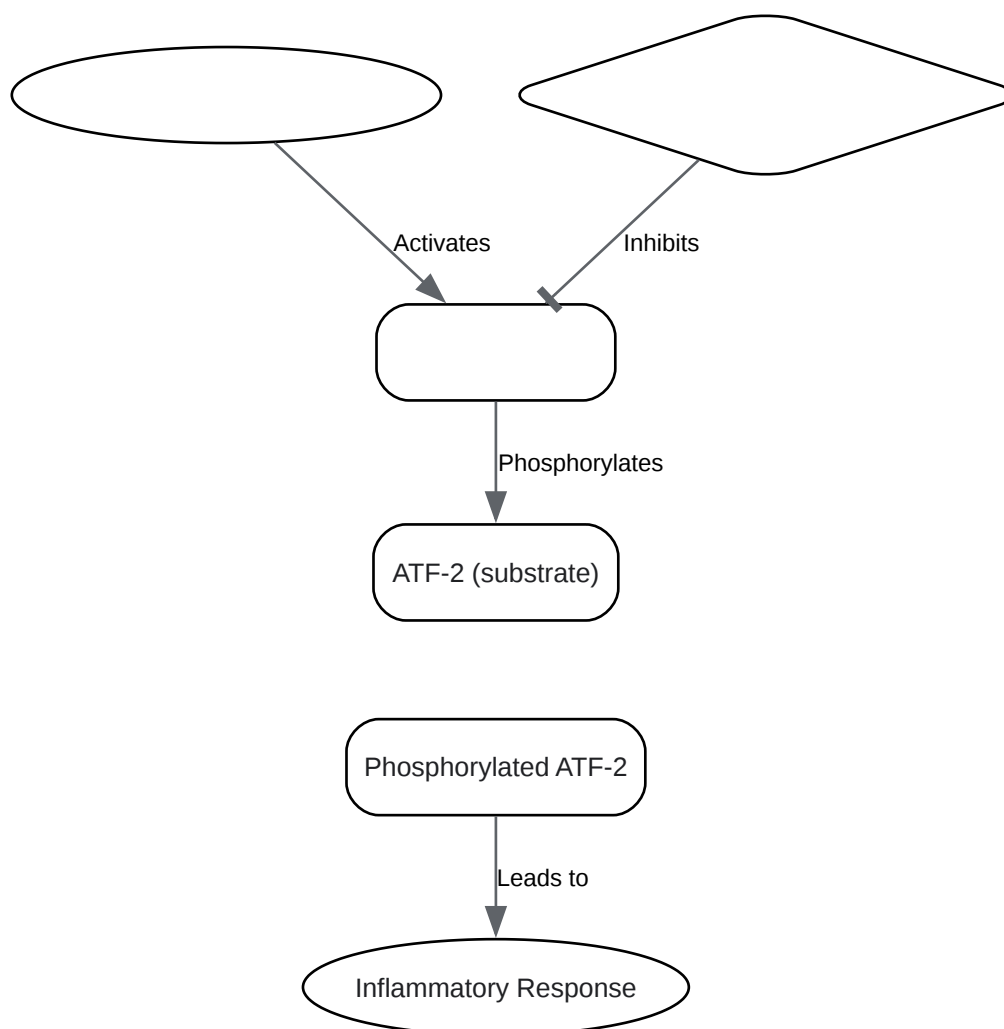 Activates
Inhibits
Phosphorylates
ATF-2 (substrate)
Phosphorylated ATF-2
Leads to
Inflammatory Response